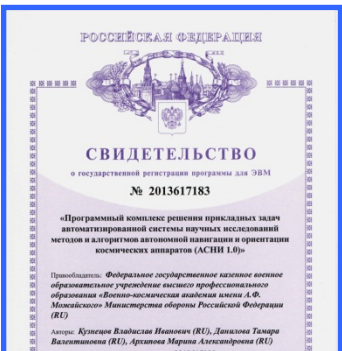 РОССИЙСКАЯ ФЕДЕРАЦИЯ
СВИДЕТЕЛЬСТВО
о государственной регистрации программы для ЭВМ
№ 2013617183
«Программный комплекс решения прикладных задач
автоматизированной системы научных исследований
методов и алгоритмов автономной навигации и ориентации
космических аппаратов (АСНИ 1.0)»
Правообладатель: Федеральное государственное казенное военное
образовательное учреждение высшего профессионального
образования «Военно-космическая академия имени А.Ф.
Можайского» Министерства обороны Российской Федерации
(RU)
Авторы: Кузнецов Владислав Иванович (RU), Данилова Тамара
Валентиновна (RU), Архипова Марина Александровна (RU)